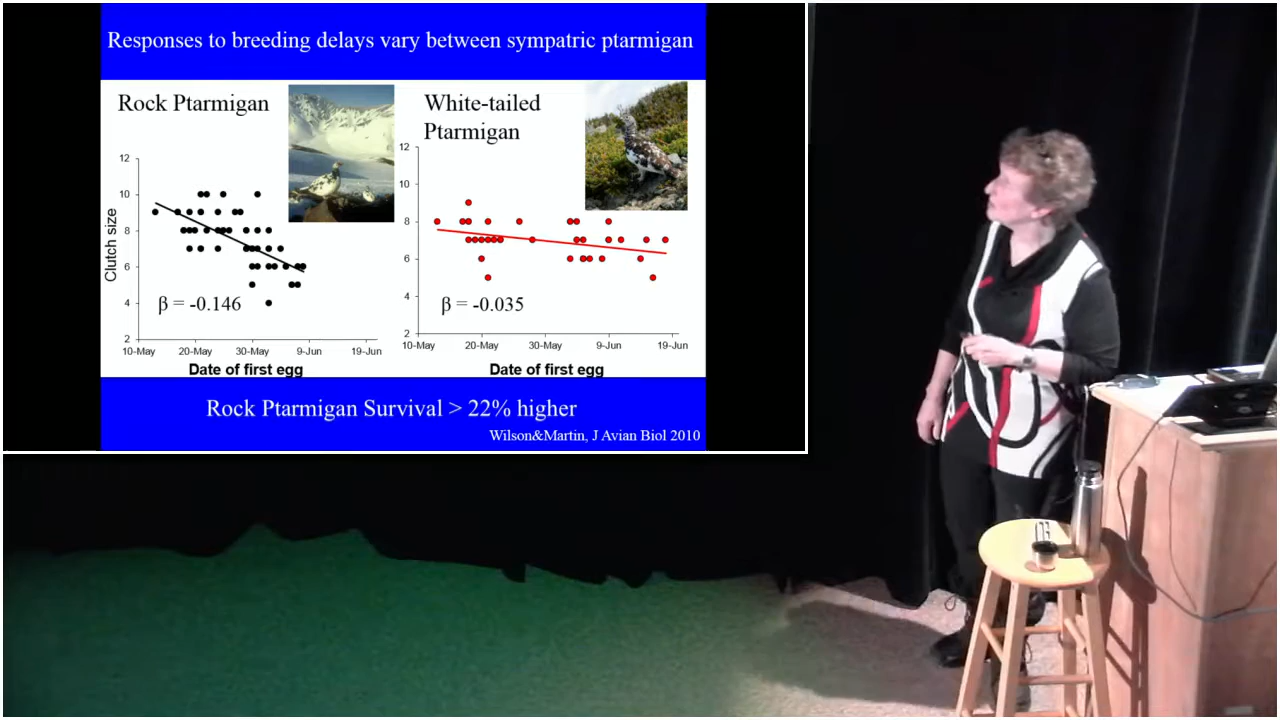 Responses to breeding delays vary between sympatric ptarmigan
Rock Ptarmigan
White-tailed
Ptarmigan
12
10
8
6
4
2
Clutch size
β = -0.146
10-May
20-May
30-May
9-Jun
19-Jun
Date of first egg
12
10
8
6
4
2
β = -0.035
10-May
20-May
30-May
9-Jun
19-Jun
Date of first egg
Rock Ptarmigan Survival > 22% higher
Wilson&Martin, J Avian Biol 2010